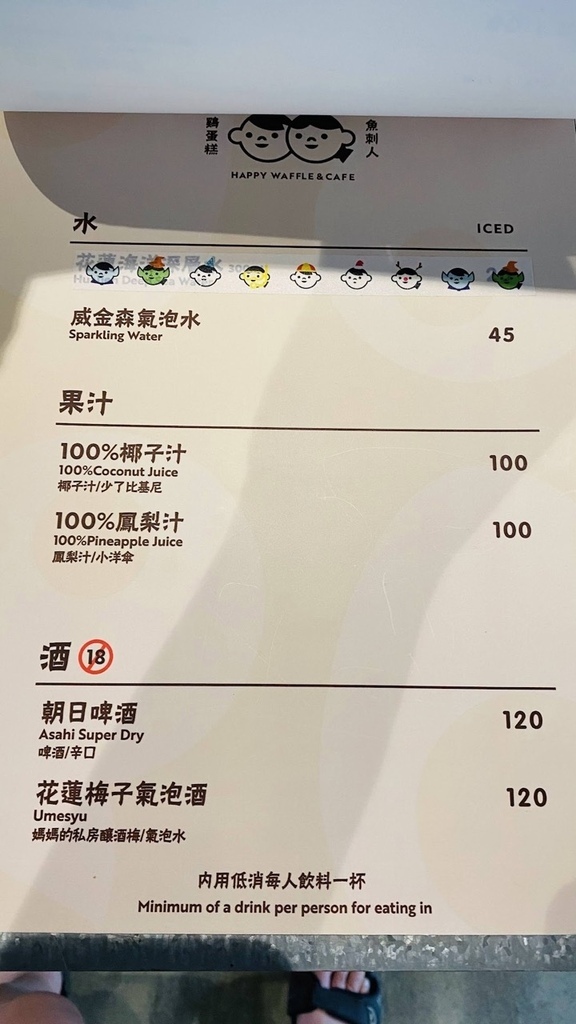 鷄蛋糕
魚刺人
HAPPY WAFFLE & CAFE
水 ICED
威金森氣泡水 45
Sparkling Water
果汁
100%椰子汁 100
100%Coconut Juice
椰子汁/少了比基尼
100%鳳梨汁 100
100%Pineapple Juice
鳳梨汁/小洋傘
酒 18
朝日啤酒 120
Asahi Super Dry
啤酒/辛口
花蓮梅子氣泡酒 120
Umesyu
媽媽的私房釀酒梅/氣泡水
内用低消每人飲料一杯
Minimum of a drink per person for eating in